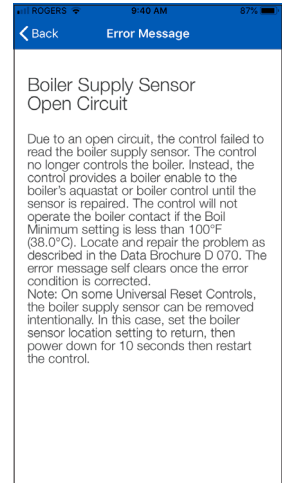 ROGERS 9:40 AM 87%
Back Error Message
Boiler Supply Sensor
Open Circuit
Due to an open circuit, the control failed to
read the boiler supply sensor. The control
no longer controls the boiler. Instead, the
control provides a boiler enable to the
boiler's aquastat or boiler control until the
sensor is repaired. The control will not
operate the boiler contact if the Boil
Minimum setting is less than 100°F
(38.0°C). Locate and repair the problem as
described in the Data Brochure D 070. The
error message self clears once the error
condition is corrected.
Note: On some Universal Reset Controls,
the boiler supply sensor can be removed
intentionally. In this case, set the boiler
sensor location setting to return, then
power down for 10 seconds then restart
the control.